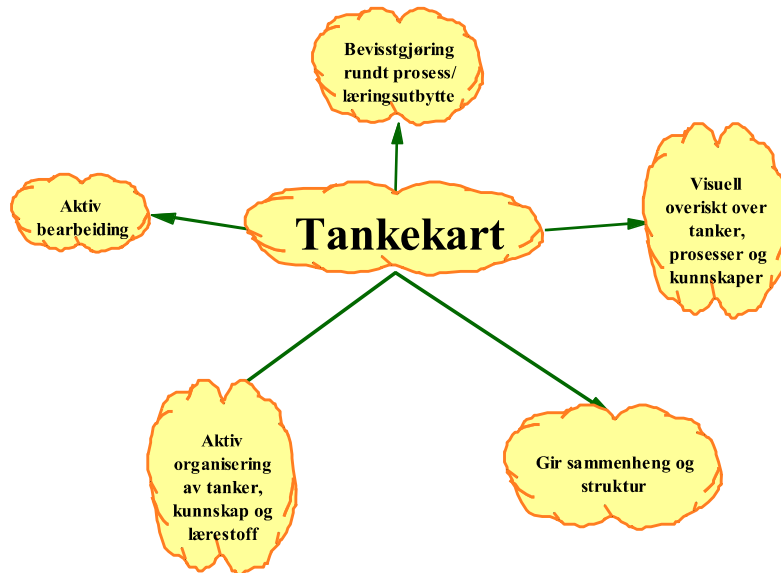 Bevisstgjøring
rundt prosess/
læringsutbytte
Visuell
overiskt over
tanker,
prosesser og
kunnskaper
Aktiv
bearbeiding
Tankekart
Aktiv
organisering
av tanker,
kunnskap og
lærestoff
Gir sammenheng og
struktur